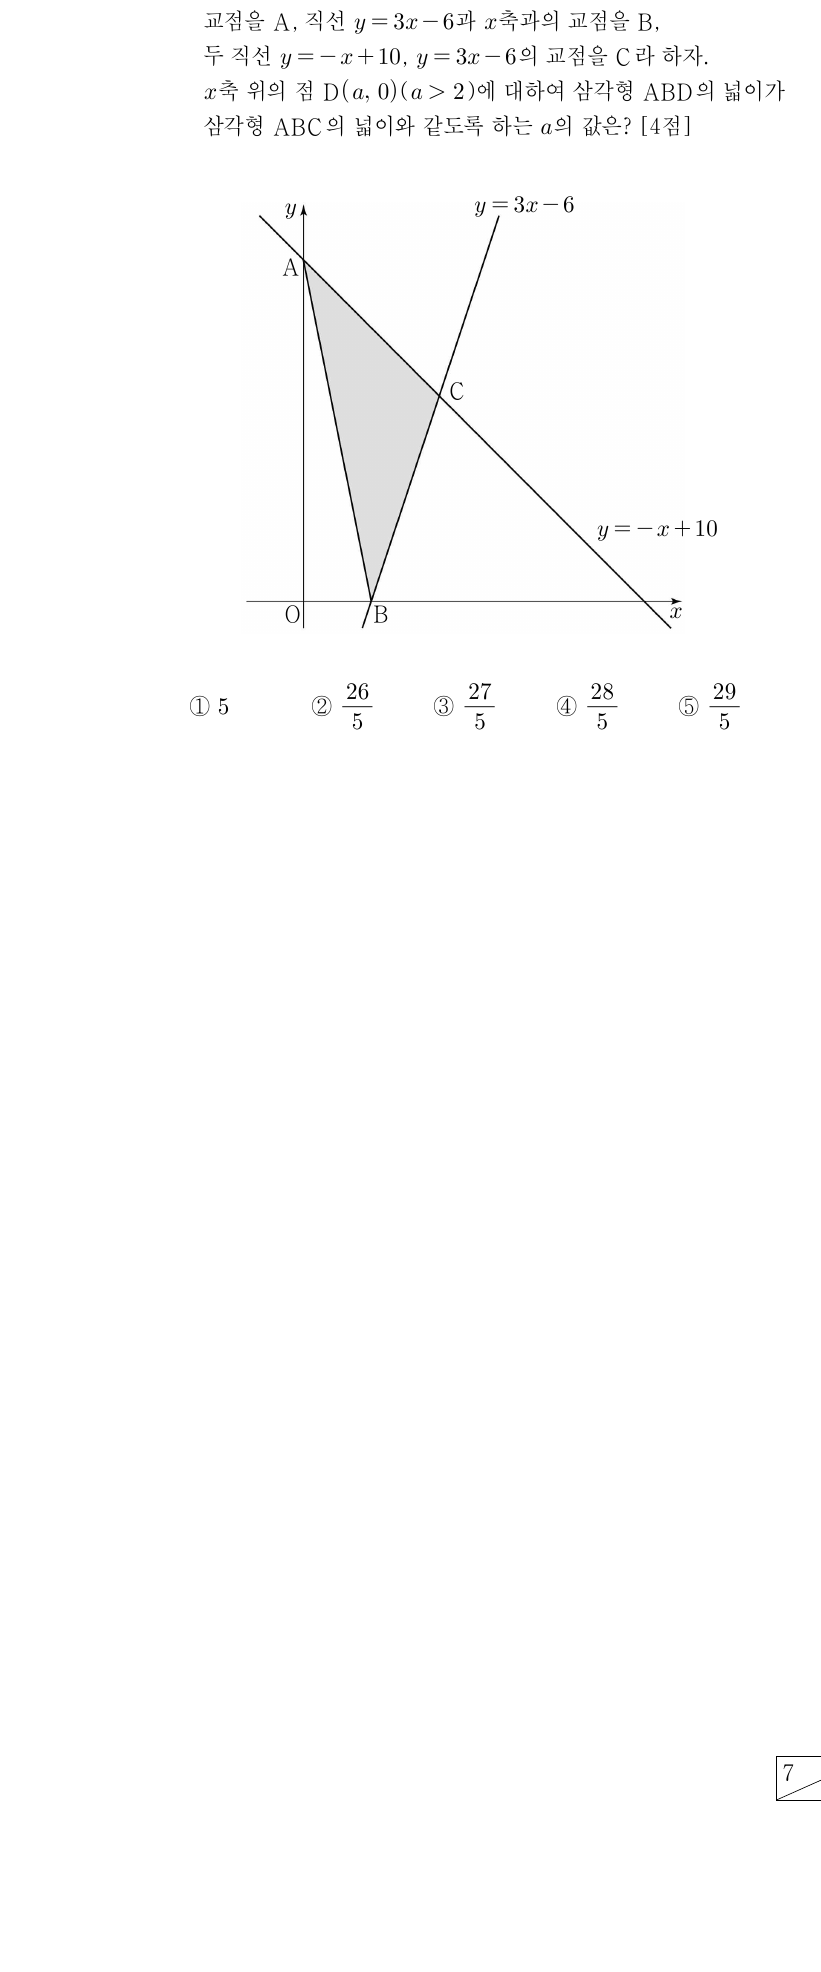 교점을 A, 직선 y=3x-6과 x축과의 교점을 B,
두 직선 y=-x+10, y=3x-6의 교점을 C라 하자.
x축 위의 점 D(a, 0)(a>2)에 대하여 삼각형 ABD의 넓이가
삼각형 ABC의 넓이와 같도록 하는 a의 값은? [4점]
y
y=3x-6
A
C
y=-x+10
O
B
x
① 5 ② 26/5 ③ 27/5 ④ 28/5 ⑤ 29/5
7